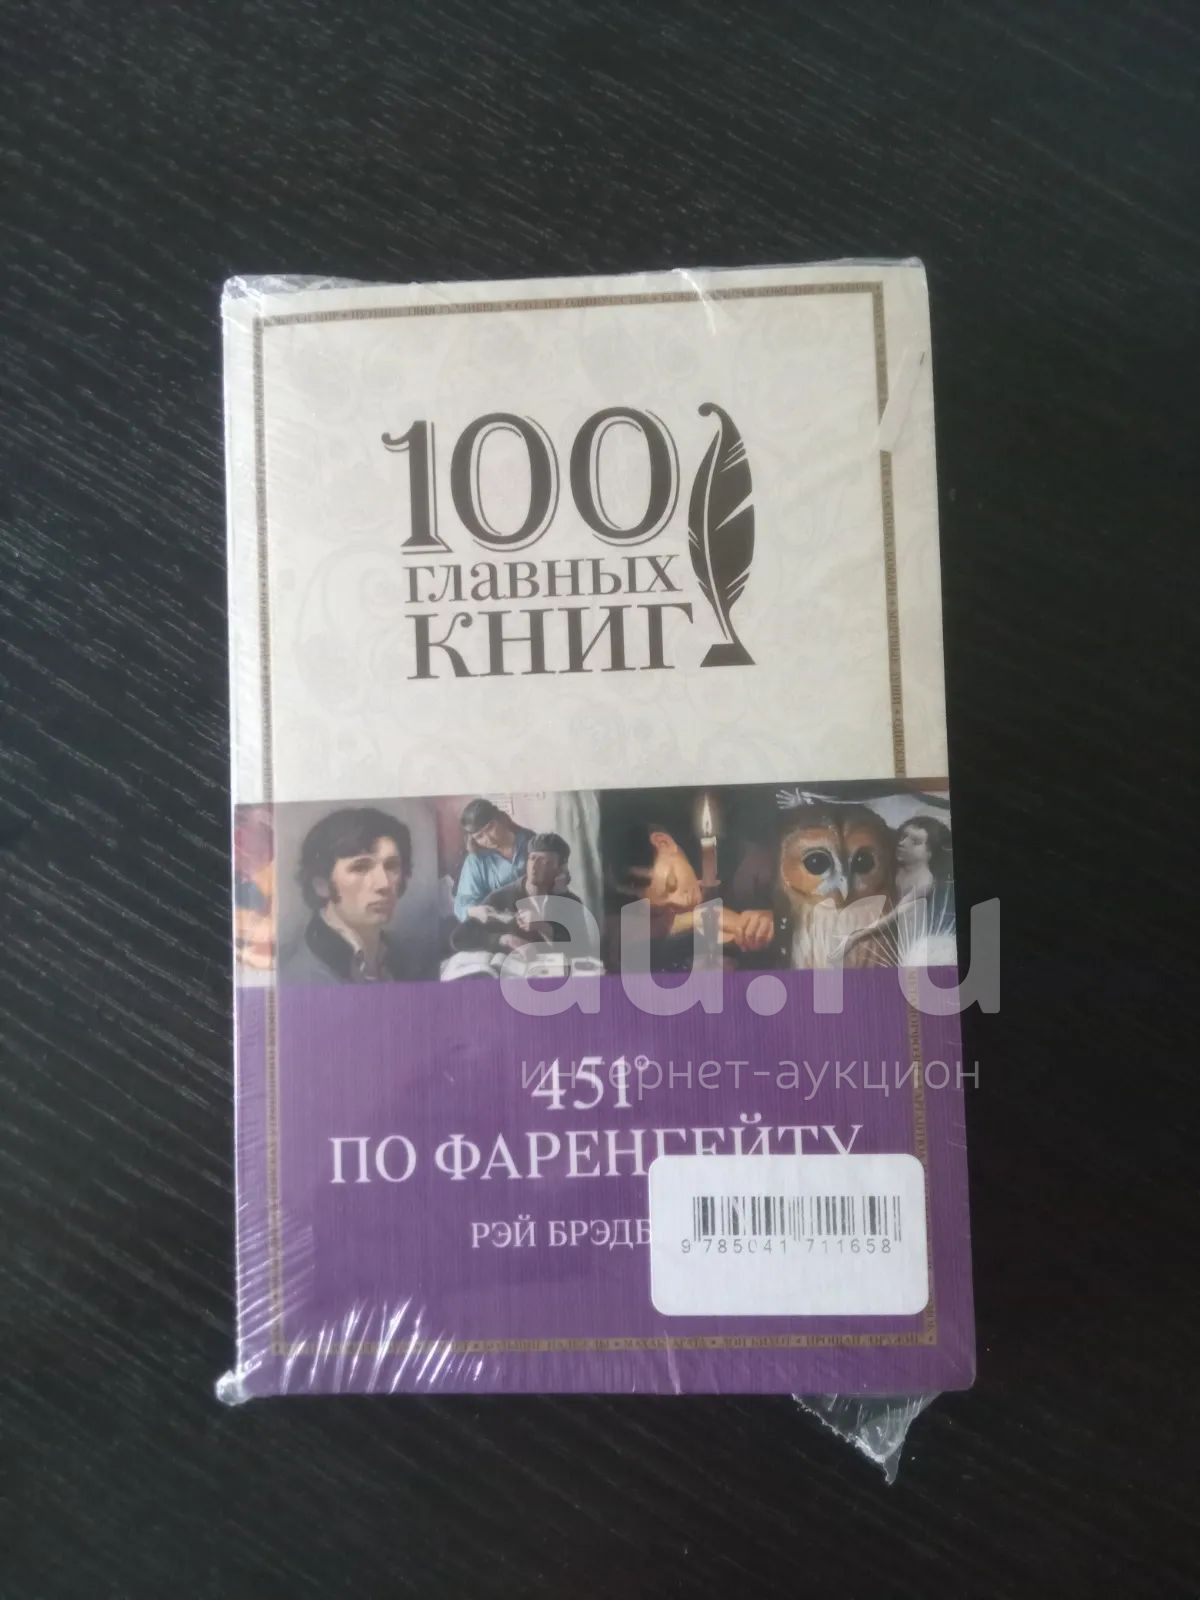 100
главных
КНИГ
au.ru
интернет-аукцион
451°
ПО ФАРЕНГЕЙТУ
РЭЙ БРЭДБ
9 785041 711658